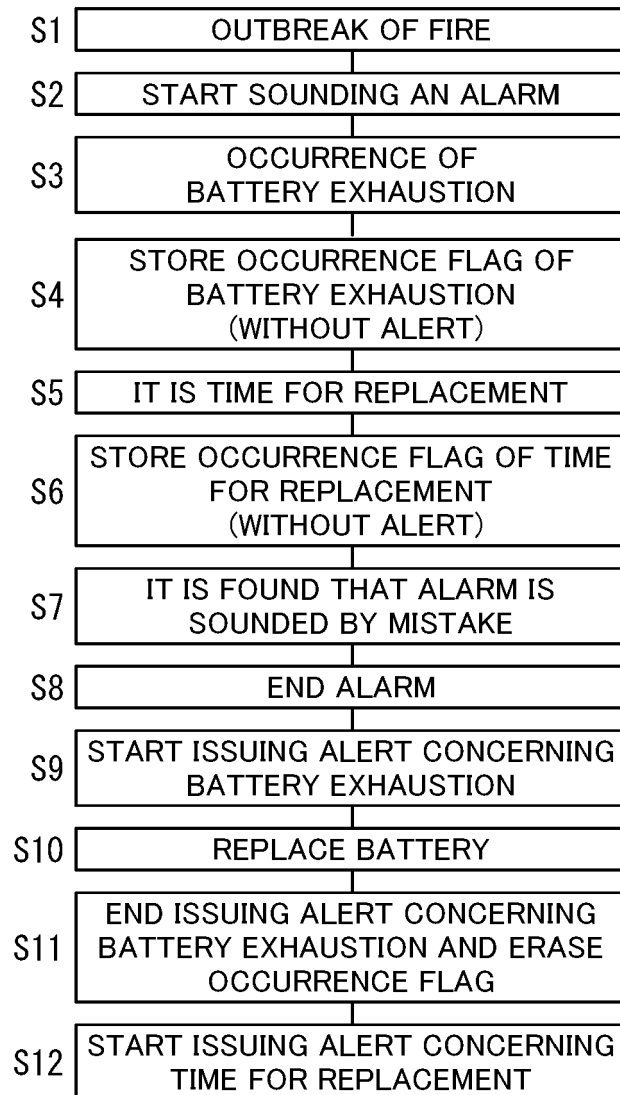 S1 OUTBREAK OF FIRE
S2 START SOUNDING AN ALARM
S3 OCCURRENCE OF
BATTERY EXHAUSTION
S4 STORE OCCURRENCE FLAG OF
BATTERY EXHAUSTION
(WITHOUT ALERT)
S5 IT IS TIME FOR REPLACEMENT
S6 STORE OCCURRENCE FLAG OF TIME
FOR REPLACEMENT
(WITHOUT ALERT)
S7 IT IS FOUND THAT ALARM IS
SOUNDED BY MISTAKE
S8 END ALARM
S9 START ISSUING ALERT CONCERNING
BATTERY EXHAUSTION
S10 REPLACE BATTERY
S11 END ISSUING ALERT CONCERNING
BATTERY EXHAUSTION AND ERASE
OCCURRENCE FLAG
S12 START ISSUING ALERT CONCERNING
TIME FOR REPLACEMENT